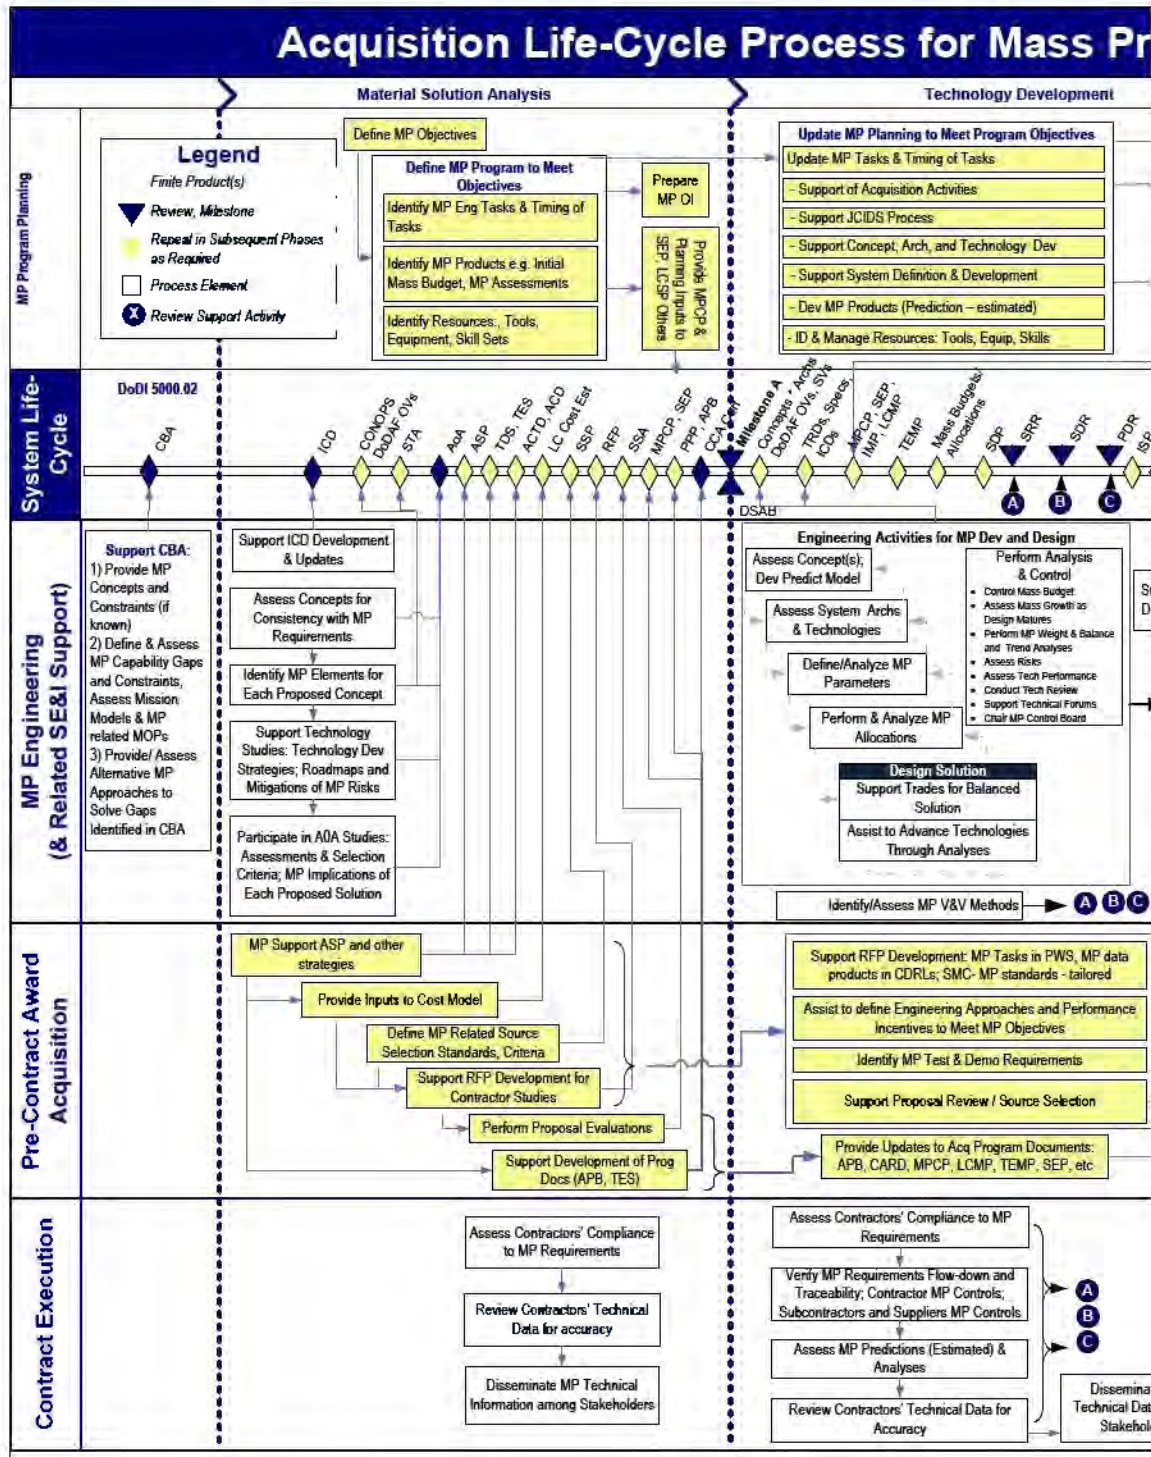 Acquisition Life-Cycle Process for Mass Pr
Material Solution Analysis
Technology Development
MP Program Planning
Legend
Finite Product(s)
Review, Milestone
Repeat in Subsequent Phases
as Required
Process Element
X
Review Support Activity
Define MP Objectives
Define MP Program to Meet
Objectives
Identify MP Eng Tasks & Timing of
Tasks
Identify MP Products e.g. Initial
Mass Budget, MP Assessments
Identify Resources:, Tools,
Equipment, Skill Sets
Prepare
MP OI
Provide MPCP &
Planning Inputs to
SEP, LCSP Others
Update MP Planning to Meet Program Objectives
Update MP Tasks & Timing of Tasks
- Support of Acquisition Activities
- Support JCIDS Process
- Support Concept, Arch, and Technology Dev
- Support System Definition & Development
- Dev MP Products (Prediction – estimated)
- ID & Manage Resources: Tools, Equip, Skills
System Life-
Cycle
DoDI 5000.02
CBA
ICD
CONOPS
DoDAF OVs
STA
AoA
ASP
TDS, TES
ACTD, ACD
LC Cost Est
SSP
RFP
SSA
MPCP, SEP
PPP, APB
CCA Cert
Milestone A
Concepts * Archs
DoDAF OVs, SVs
TRDs, Specs,
ICDs
MPCP, SEP,
IMP, LCMP
TEMP
Mass Budgets/
Allocations
SDP
SRR
SDR
PDR
ISP
A
B
C
MP Engineering
(& Related SE&I Support)
Support CBA:
1) Provide MP
Concepts and
Constraints (if
known)
2) Define & Assess
MP Capability Gaps
and Constraints,
Assess Mission
Models & MP
related MOPs
3) Provide/ Assess
Alternative MP
Approaches to
Solve Gaps
Identified in CBA
Support ICD Development
& Updates
Assess Concepts for
Consistency with MP
Requirements
Identify MP Elements for
Each Proposed Concept
Support Technology
Studies: Technology Dev
Strategies; Roadmaps and
Mitigations of MP Risks
Participate in A0A Studies:
Assessments & Selection
Criteria; MP Implications of
Each Proposed Solution
DSAB
Engineering Activities for MP Dev and Design
Assess Concept(s);
Dev Predict Model
Assess System Archs
& Technologies
Define/Analyze MP
Parameters
Perform & Analyze MP
Allocations
Perform Analysis
& Control
• Control Mass Budget
• Assess Mass Growth as
Design Matures
• Perform MP Weight & Balance
and Trend Analyses
• Assess Risks
• Assess Tech Performance
• Conduct Tech Review
• Support Technical Forums
• Chair MP Control Board
Design Solution
Support Trades for Balanced
Solution
Assist to Advance Technologies
Through Analyses
Identify/Assess MP V&V Methods
A B C
Pre-Contract Award
Acquisition
MP Support ASP and other
strategies
Provide Inputs to Cost Model
Define MP Related Source
Selection Standards, Criteria
Support RFP Development for
Contractor Studies
Perform Proposal Evaluations
Support Development of Prog
Docs (APB, TES)
Support RFP Development: MP Tasks in PWS, MP data
products in CDRLs; SMC- MP standards - tailored
Assist to define Engineering Approaches and Performance
Incentives to Meet MP Objectives
Identify MP Test & Demo Requirements
Support Proposal Review / Source Selection
Provide Updates to Acq Program Documents:
APB, CARD, MPCP, LCMP, TEMP, SEP, etc
Contract Execution
Assess Contractors' Compliance
to MP Requirements
Review Contractors' Technical
Data for accuracy
Disseminate MP Technical
Information among Stakeholders
Assess Contractors' Compliance to MP
Requirements
Verify MP Requirements Flow-down and
Traceability; Contractor MP Controls;
Subcontractors and Suppliers MP Controls
Assess MP Predictions (Estimated) &
Analyses
Review Contractors' Technical Data for
Accuracy
A
B
C
Dissemina
Technical Dat
Stakehol